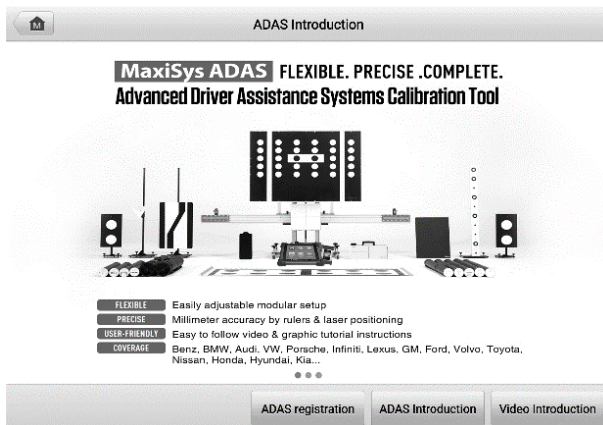 M
ADAS Introduction
MaxiSys ADAS FLEXIBLE. PRECISE .COMPLETE.
Advanced Driver Assistance Systems Calibration Tool
FLEXIBLE Easily adjustable modular setup
PRECISE Millimeter accuracy by rulers & laser positioning
USER-FRIENDLY Easy to follow video & graphic tutorial instructions
COVERAGE Benz, BMW, Audi, VW, Porsche, Infiniti, Lexus, GM, Ford, Volvo, Toyota,
Nissan, Honda, Hyundai, Kia...
ADAS registration ADAS Introduction Video Introduction